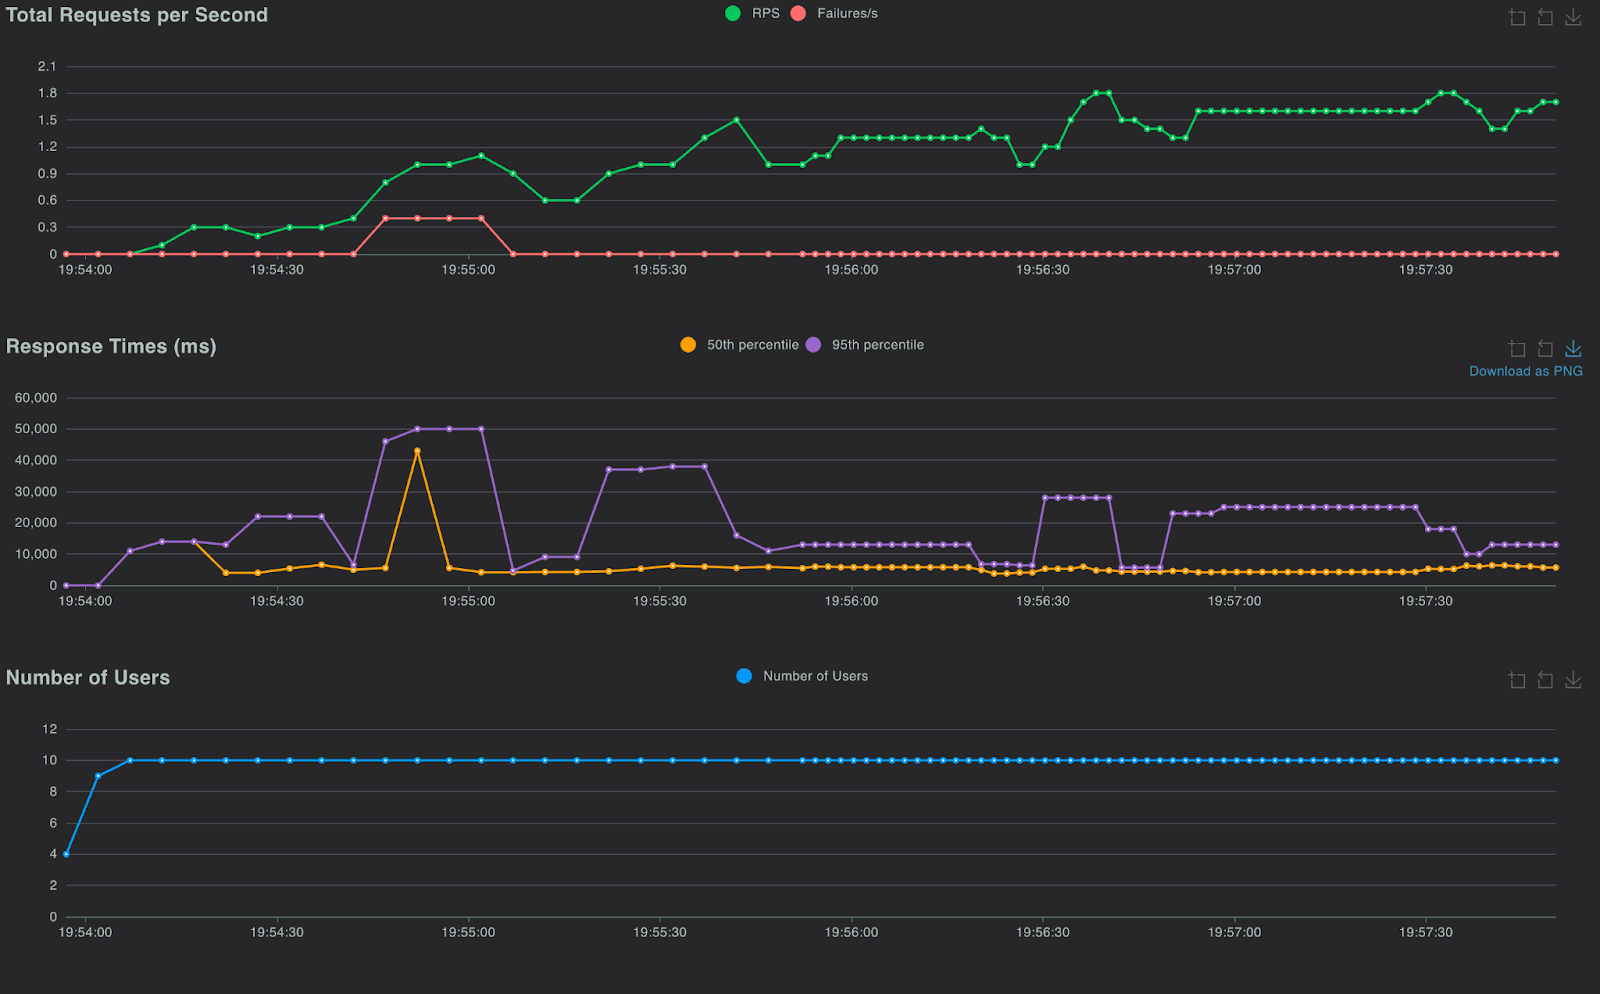 Total Requests per Second
RPS Failures/s
2.1
1.8
1.5
1.2
0.9
0.6
0.3
0
19:54:00 19:54:30 19:55:00 19:55:30 19:56:00 19:56:30 19:57:00 19:57:30
Response Times (ms)
50th percentile 95th percentile
Download as PNG
60,000
50,000
40,000
30,000
20,000
10,000
0
19:54:00 19:54:30 19:55:00 19:55:30 19:56:00 19:56:30 19:57:00 19:57:30
Number of Users
Number of Users
12
10
8
6
4
2
0
19:54:00 19:54:30 19:55:00 19:55:30 19:56:00 19:56:30 19:57:00 19:57:30